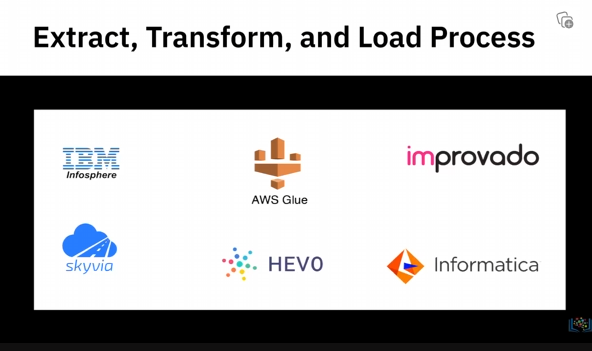 Extract, Transform, and Load Process
IBM
Infosphere
AWS Glue
improvado
skyvia
HEVO
Informatica